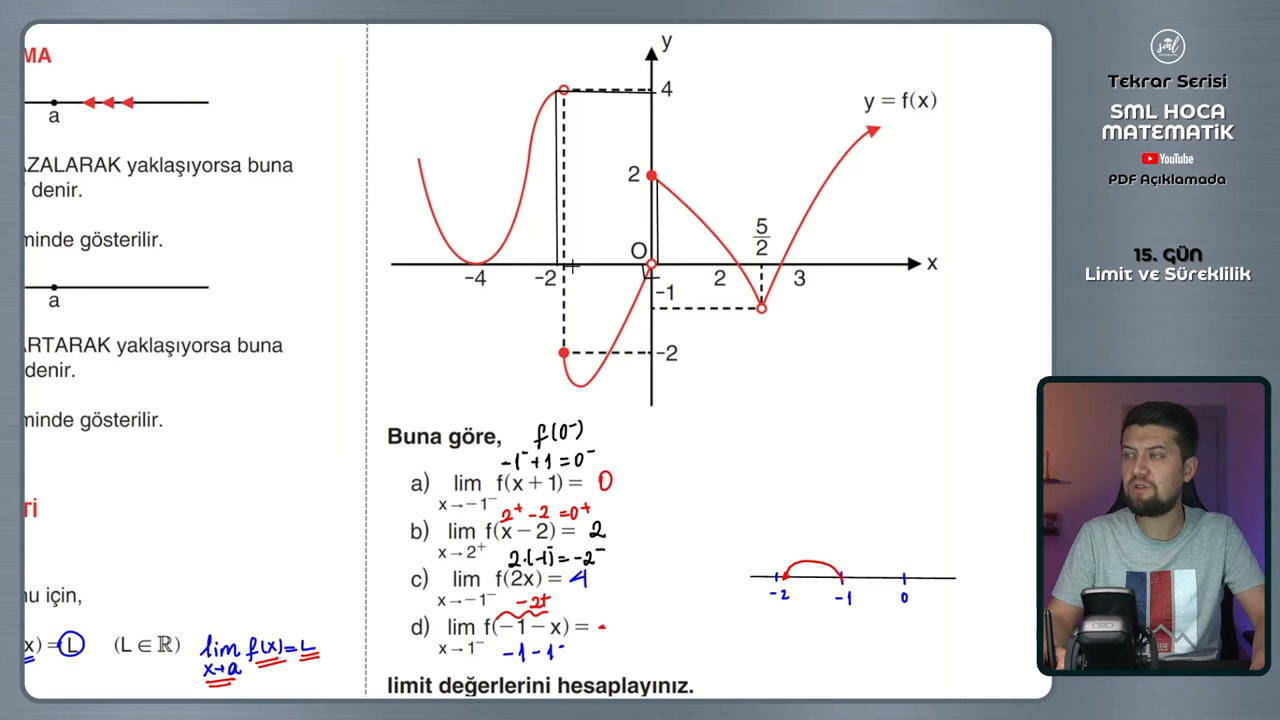 MA
a
AZALARAK yaklaşıyorsa buna
denir.
minde gösterilir.
a
ARTARAK yaklaşıyorsa buna
denir.
minde gösterilir.
Tİ
nu için,
x) = L (L ∈ ℝ) lim f(x) = L
x→a
y
4
y = f(x)
2
5/2
O
x
-4 -2 -1 2 3
-2
Buna göre, f(0⁻)
-1⁻+1=0⁻
a) lim f(x + 1) = 0
x→-1⁻
2⁺-2=0⁺
b) lim f(x - 2) = 2
x→2⁺
2.(-1)⁻=-2⁻
c) lim f(2x) = 4
x→-1⁻
-2+
d) lim f(-1 - x) = -
x→1⁻
-1-1⁻
limit değerlerini hesaplayınız.
-2 -1 0
sml
Tekrar Serisi
SML HOCA
MATEMATİK
YouTube
PDF Açıklamada
15. GÜN
Limit ve Süreklilik